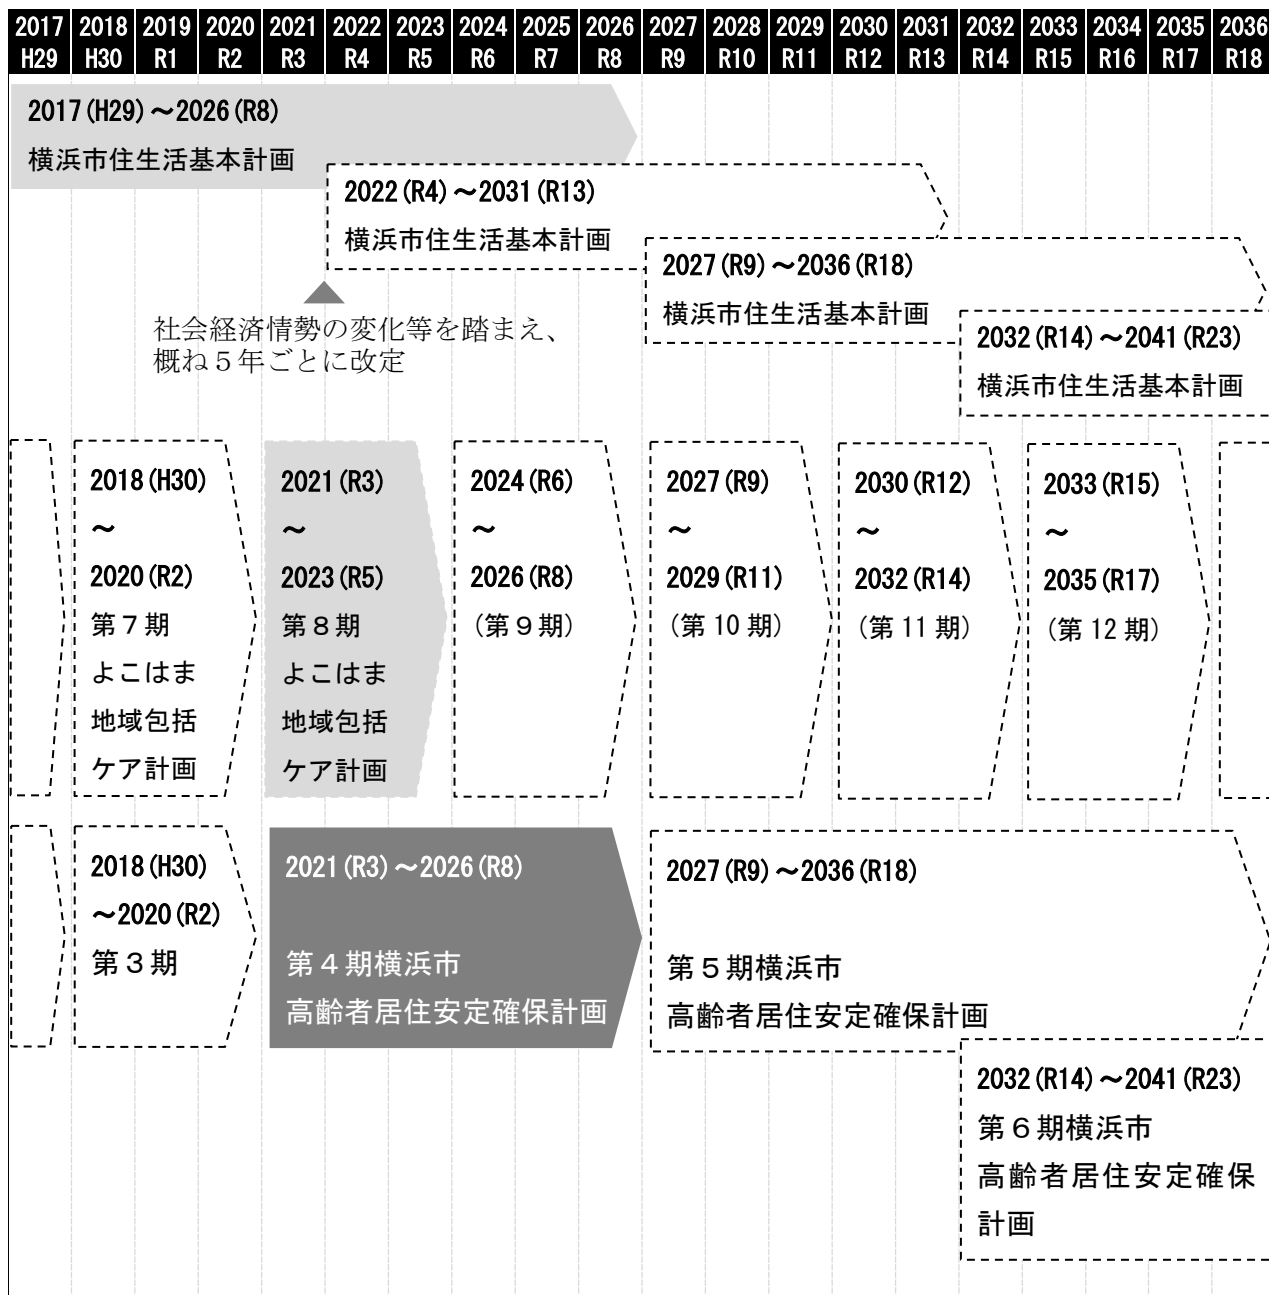 2017 2018 2019 2020 2021 2022 2023 2024 2025 2026 2027 2028 2029 2030 2031 2032 2033 2034 2035 2036
H29 H30 R1 R2 R3 R4 R5 R6 R7 R8 R9 R10 R11 R12 R13 R14 R15 R16 R17 R18
2017(H29)～2026(R8)
横浜市住生活基本計画
2022(R4)～2031(R13)
横浜市住生活基本計画
2027(R9)～2036(R18)
横浜市住生活基本計画
2032(R14)～2041(R23)
横浜市住生活基本計画
社会経済情勢の変化等を踏まえ、
概ね５年ごとに改定
2018(H30)
～
2020(R2)
第７期
よこはま
地域包括
ケア計画
2021(R3)
～
2023(R5)
第８期
よこはま
地域包括
ケア計画
2024(R6)
～
2026(R8)
（第９期）
2027(R9)
～
2029(R11)
（第 10 期）
2030(R12)
～
2032(R14)
（第 11 期）
2033(R15)
～
2035(R17)
（第 12 期）
2018(H30)
～2020(R2)
第３期
2021(R3)～2026(R8)
第４期横浜市
高齢者居住安定確保計画
2027(R9)～2036(R18)
第５期横浜市
高齢者居住安定確保計画
2032(R14)～2041(R23)
第６期横浜市
高齢者居住安定確保
計画